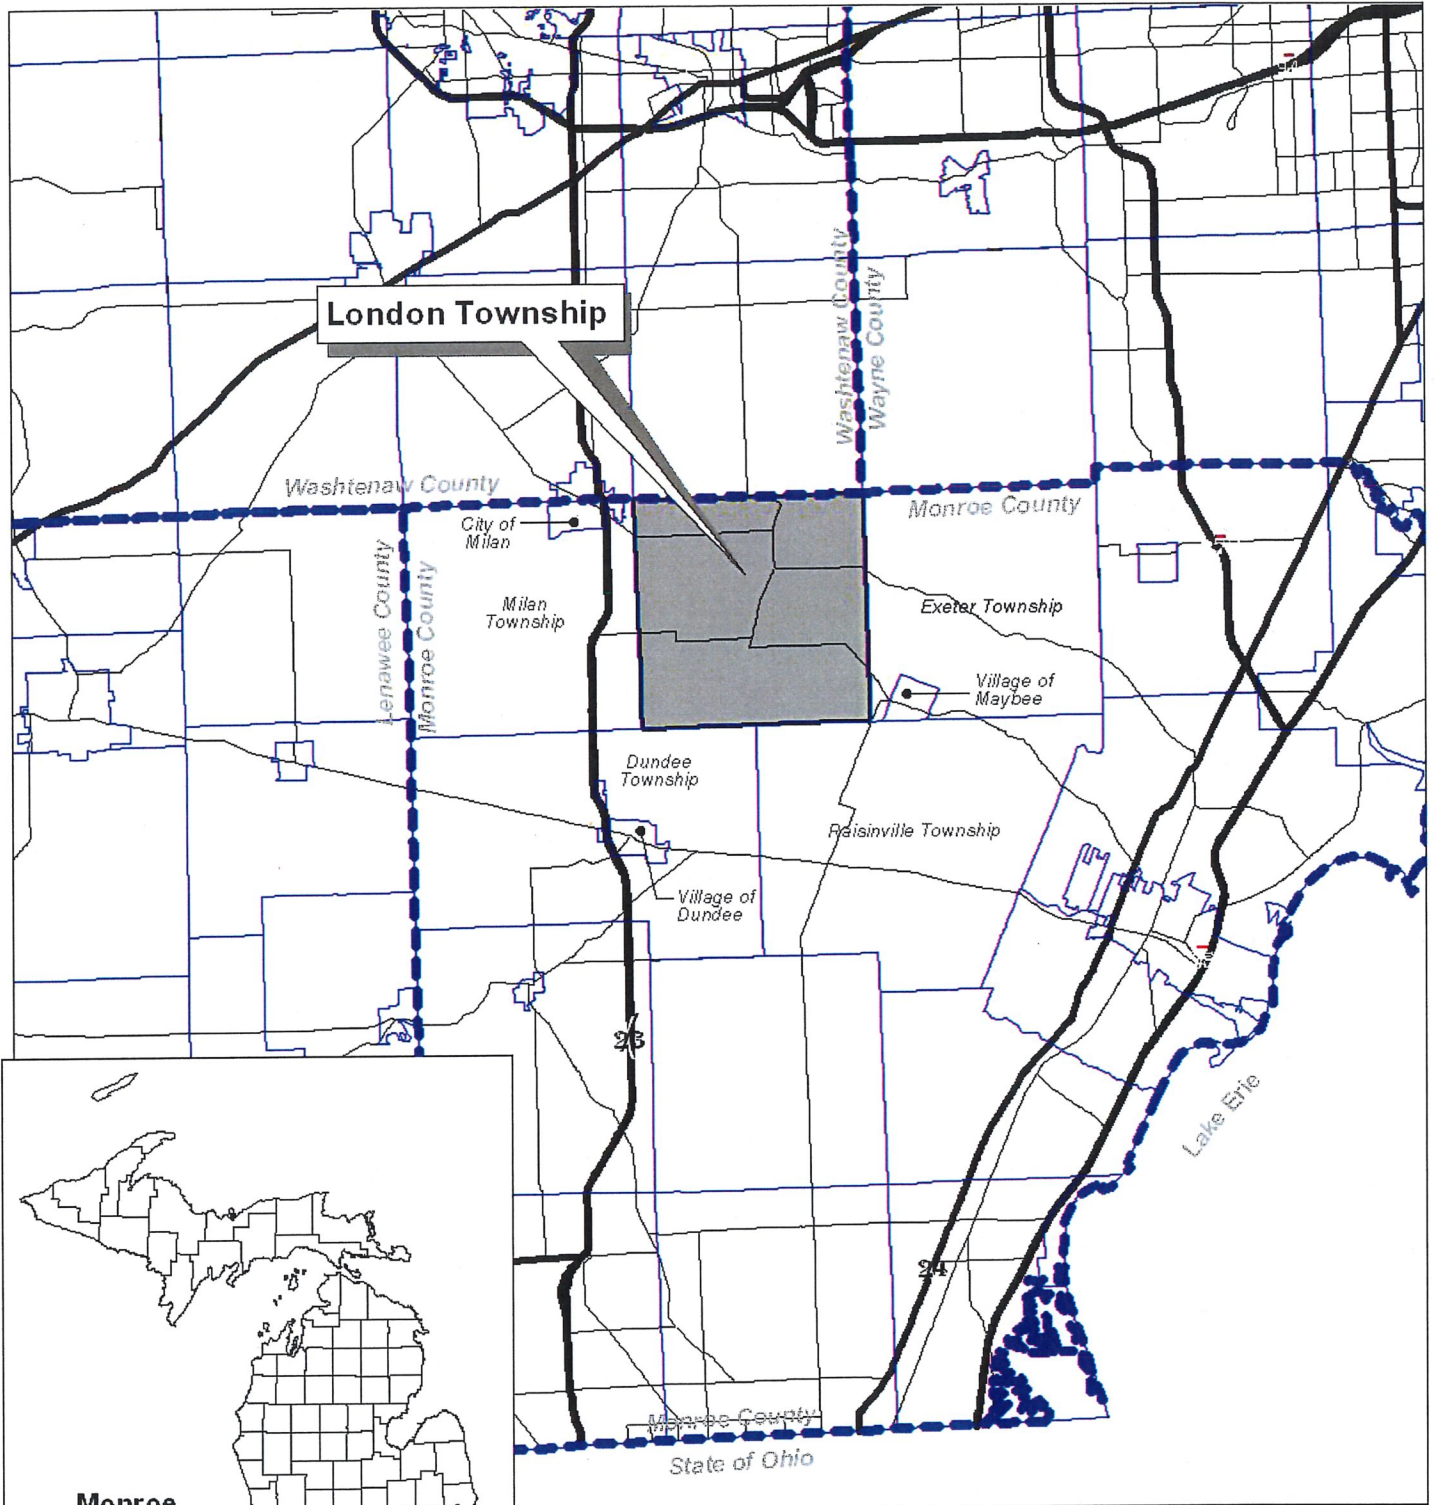 94
Washtenaw County
Wayne County
London Township
Washtenaw County
Monroe County
City of
Milan
Lenawee County
Monroe County
Milan
Township
Exeter Township
Village of
Maybee
Dundee
Township
Raisinville Township
Village of
Dundee
23
Lake Erie
24
Monroe County
State of Ohio
Monroe